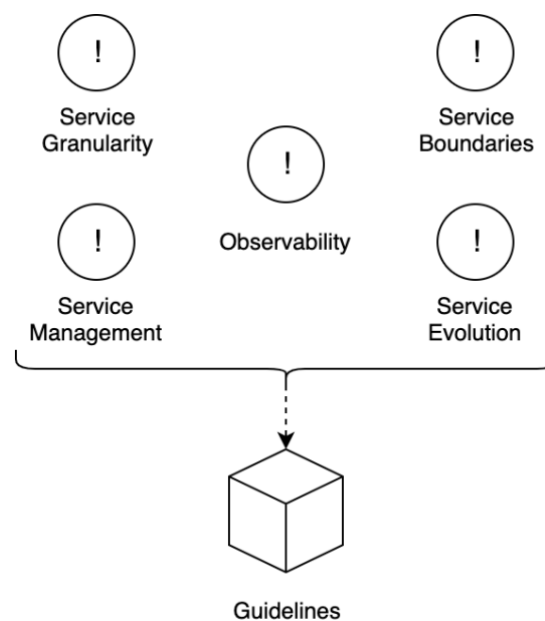 !
!
Service
Granularity
Service
Boundaries
!
Observability
!
!
Service
Management
Service
Evolution
Guidelines